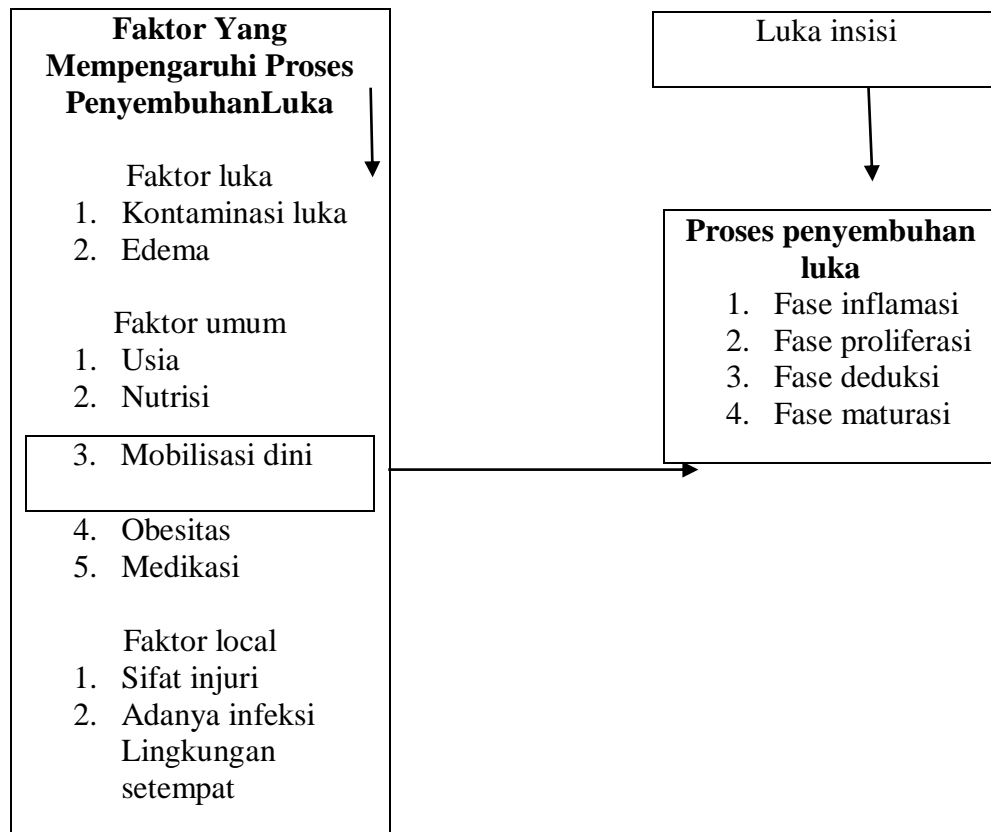 Faktor Yang
Mempengaruhi Proses
PenyembuhanLuka
Faktor luka
1. Kontaminasi luka
2. Edema
Faktor umum
1. Usia
2. Nutrisi
3. Mobilisasi dini
4. Obesitas
5. Medikasi
Faktor local
1. Sifat injuri
2. Adanya infeksi
Lingkungan
setempat
Luka insisi
Proses penyembuhan
luka
1. Fase inflamasi
2. Fase proliferasi
3. Fase deduksi
4. Fase maturasi